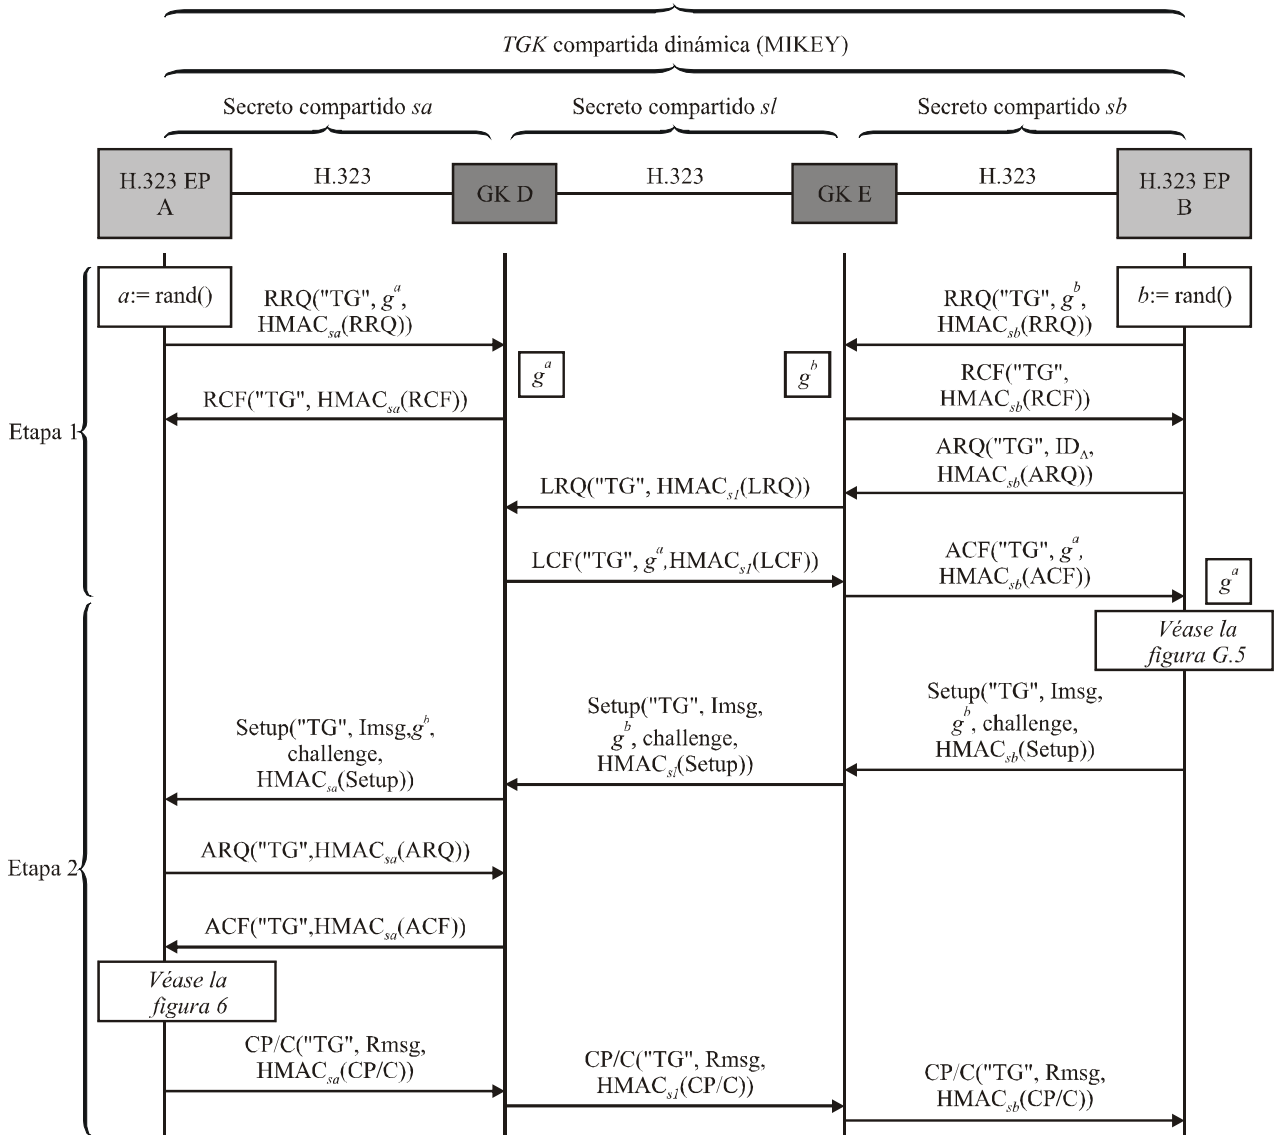 TGK compartida dinámica (MIKEY)
Secreto compartido sa
Secreto compartido sl
Secreto compartido sb
H.323 EP
A
H.323
GK D
H.323
GK E
H.323
H.323 EP
B
Etapa 1
a:= rand()
RRQ("TG", g^a,
HMAC_sa(RRQ))
RRQ("TG", g^b,
HMAC_sb(RRQ))
b:= rand()
g^a
g^b
RCF("TG", HMAC_sa(RCF))
RCF("TG",
HMAC_sb(RCF))
ARQ("TG", ID_A,
HMAC_sb(ARQ))
LRQ("TG", HMAC_s1(LRQ))
LCF("TG", g^a,HMAC_s1(LCF))
ACF("TG", g^a,
HMAC_sb(ACF))
g^a
Etapa 2
Véase la
figura G.5
Setup("TG", Imsg,
g^b, challenge,
HMAC_sb(Setup))
Setup("TG", Imsg,
g^b, challenge,
HMAC_sl(Setup))
Setup("TG", Imsg,g^b,
challenge,
HMAC_sa(Setup))
ARQ("TG",HMAC_sa(ARQ))
ACF("TG",HMAC_sa(ACF))
Véase la
figura 6
CP/C("TG", Rmsg,
HMAC_sa(CP/C))
CP/C("TG", Rmsg,
HMAC_s1(CP/C))
CP/C("TG", Rmsg,
HMAC_sb(CP/C))